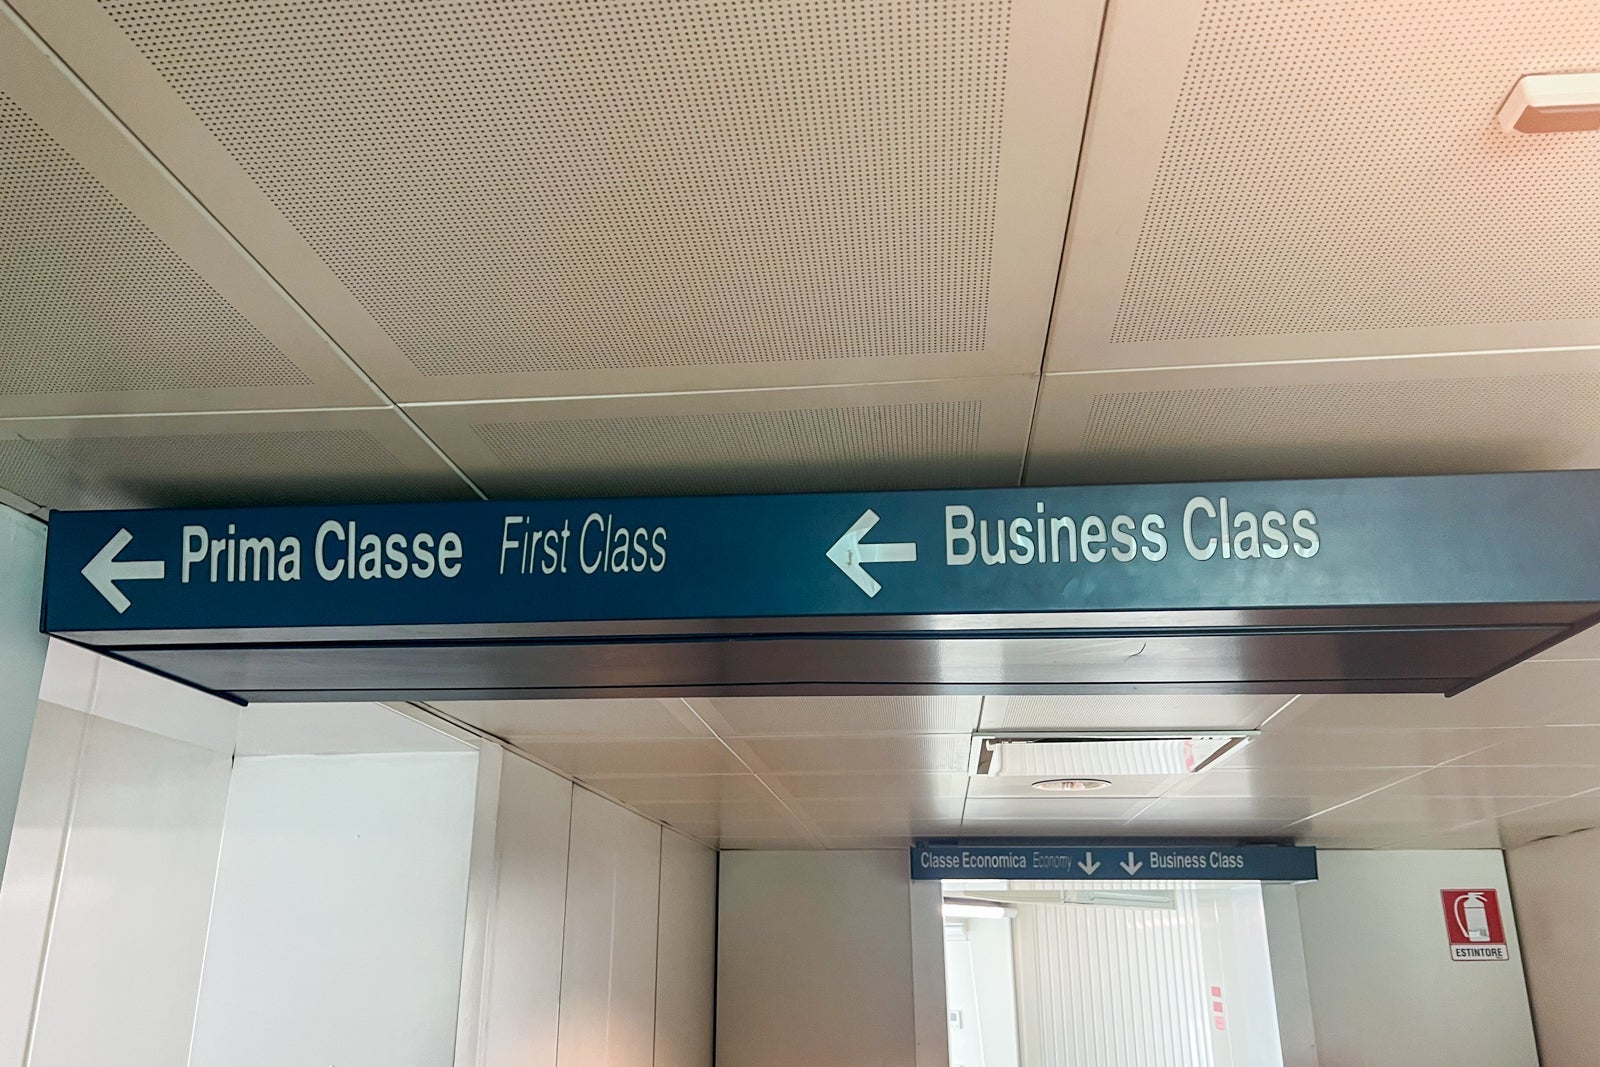 ← Prima Classe First Class ← Business Class
Classe Economica Economy ↓ ↓ Business Class
ESTINTORE